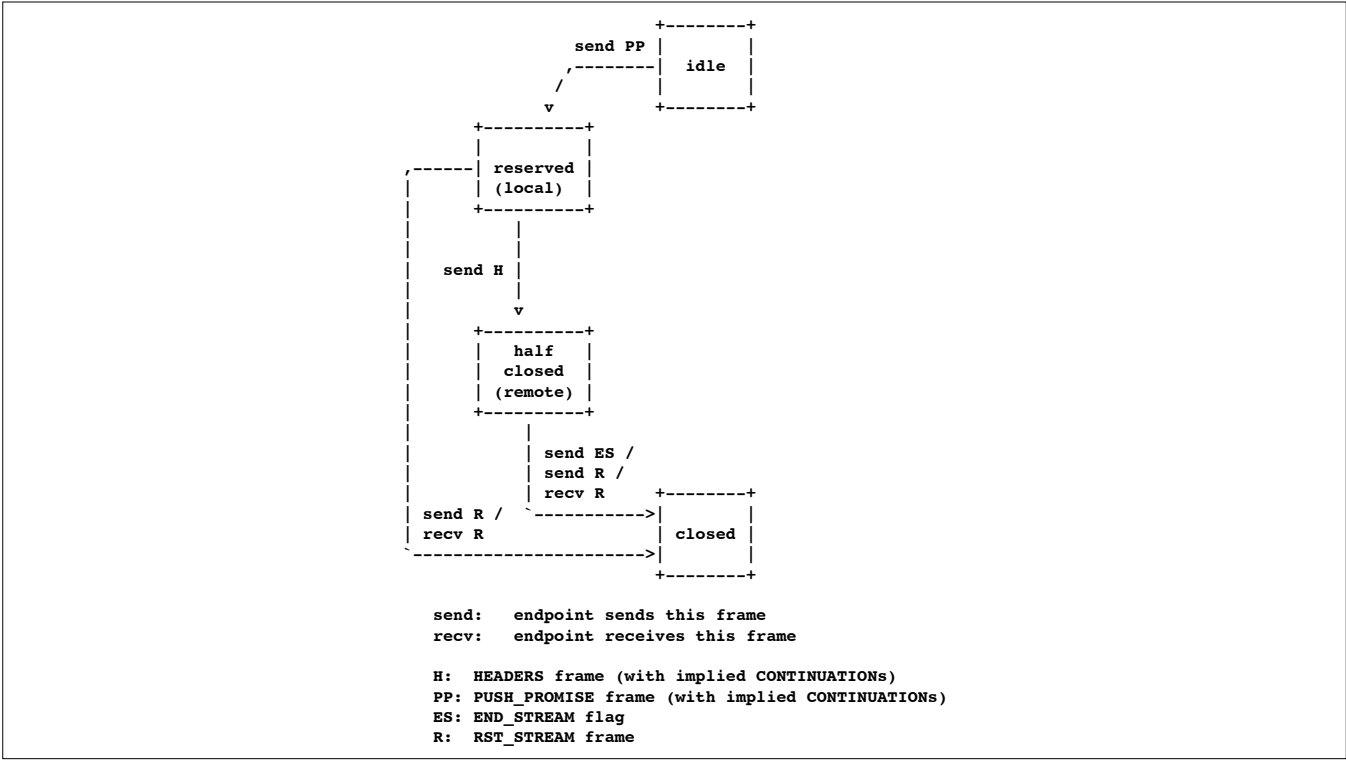 send PP
idle
reserved
(local)
send H
half
closed
(remote)
send ES /
send R /
recv R
send R /
recv R
closed
send: endpoint sends this frame
recv: endpoint receives this frame
H: HEADERS frame (with implied CONTINUATIONs)
PP: PUSH_PROMISE frame (with implied CONTINUATIONs)
ES: END_STREAM flag
R: RST_STREAM frame